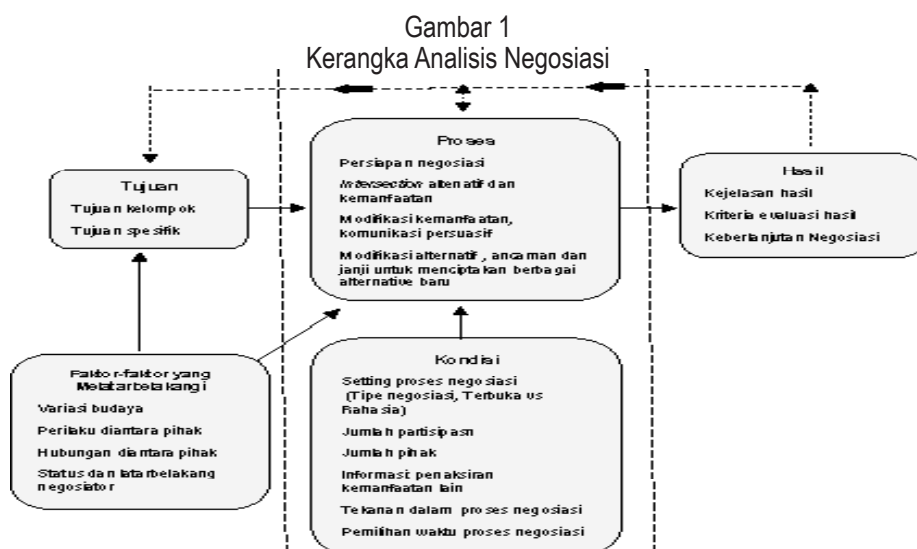 Gambar 1
Kerangka Analisis Negosiasi
Tujuan
Tujuan kelompok
Tujuan spesifik
Proses
Persiapan negosiasi
Intersection altenatif dan
kemanfaatan
Modifikasi kemanfaatan,
komunikasi persuasif
Modifikasi alternatif , ancaman dan
janji untuk menciptakan berbagai
alternative baru
Hasil
Kejelasan hasil
Kriteria evaluasi hasil
Keberlanjutan Negosiasi
Faktor-faktor yang
Melatarbelakangi
Variasi budaya
Perilaku diantara pihak
Hubungan diantara pihak
Status dan latarbelakang
negosiator
Kondisi
Setting proses negosiasi
(Tipe negosiasi, Terbuka vs
Rahasia)
Jumlah partisipasn
Jumlah pihak
Informasi: penaksiran
kemanfaatan lain
Tekanan dalam proses negosiasi
Pemilihan waktu proses negosiasi